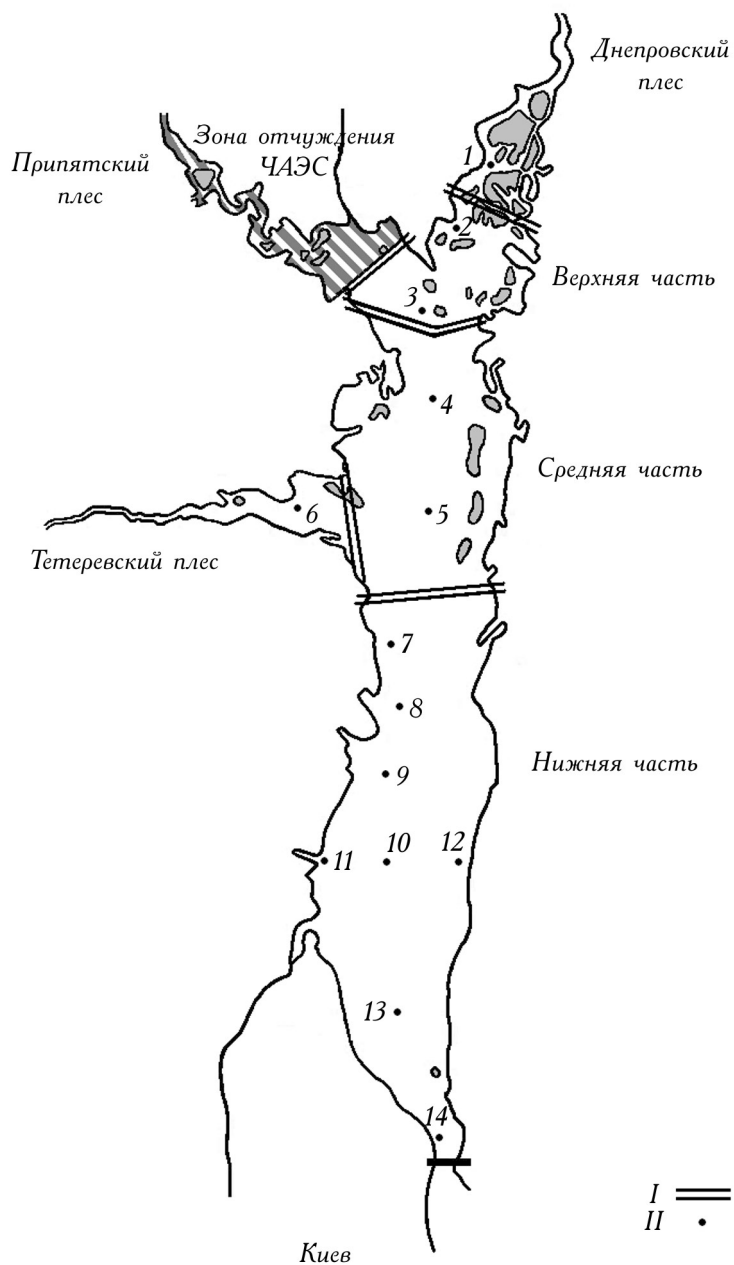 Днепровский
плес
Зона отчуждения
ЧАЭС
Припятский
плес
1
2
Верхняя часть
3
4
Средняя часть
5
6
Тетеревский плес
7
8
Нижняя часть
9
10
11
12
13
14
I
II
Киев